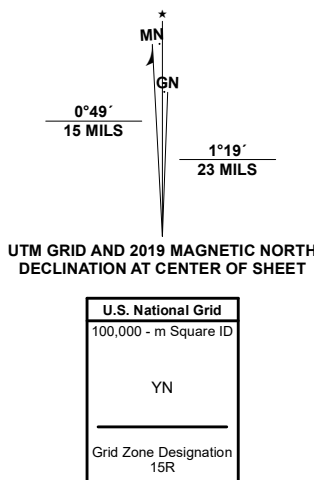 MN
GN
0°49´
15 MILS
1°19´
23 MILS
UTM GRID AND 2019 MAGNETIC NORTH
DECLINATION AT CENTER OF SHEET
U.S. National Grid
100,000 - m Square ID
YN
Grid Zone Designation
15R